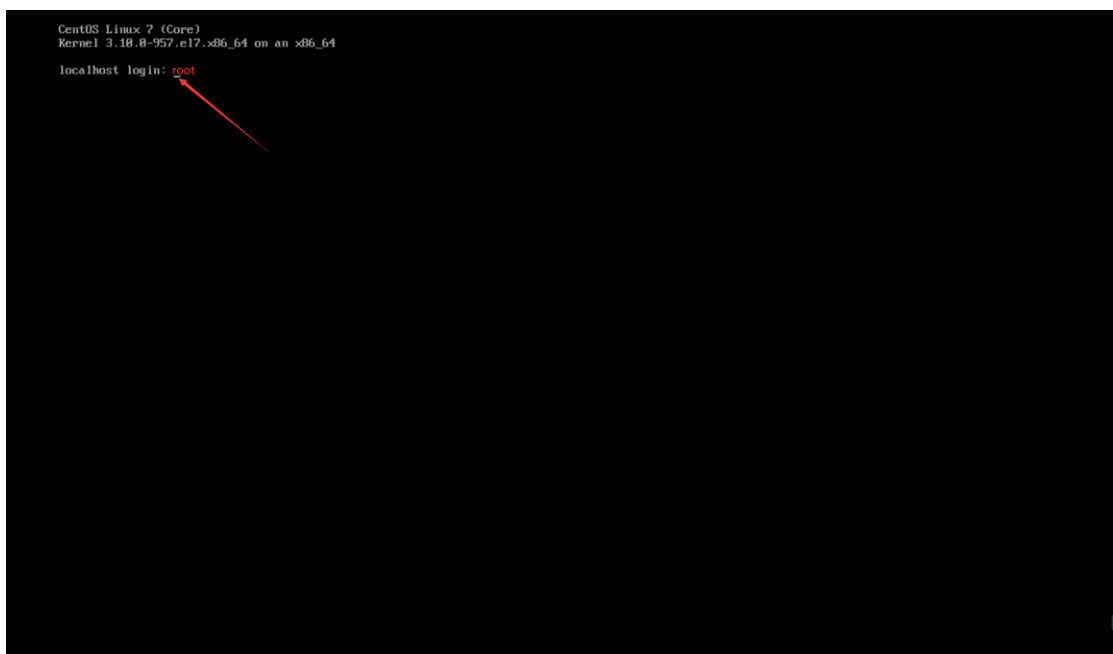 CentOS Linux 7 (Core)
Kernel 3.10.0-957.el7.x86_64 on an x86_64
localhost login: root